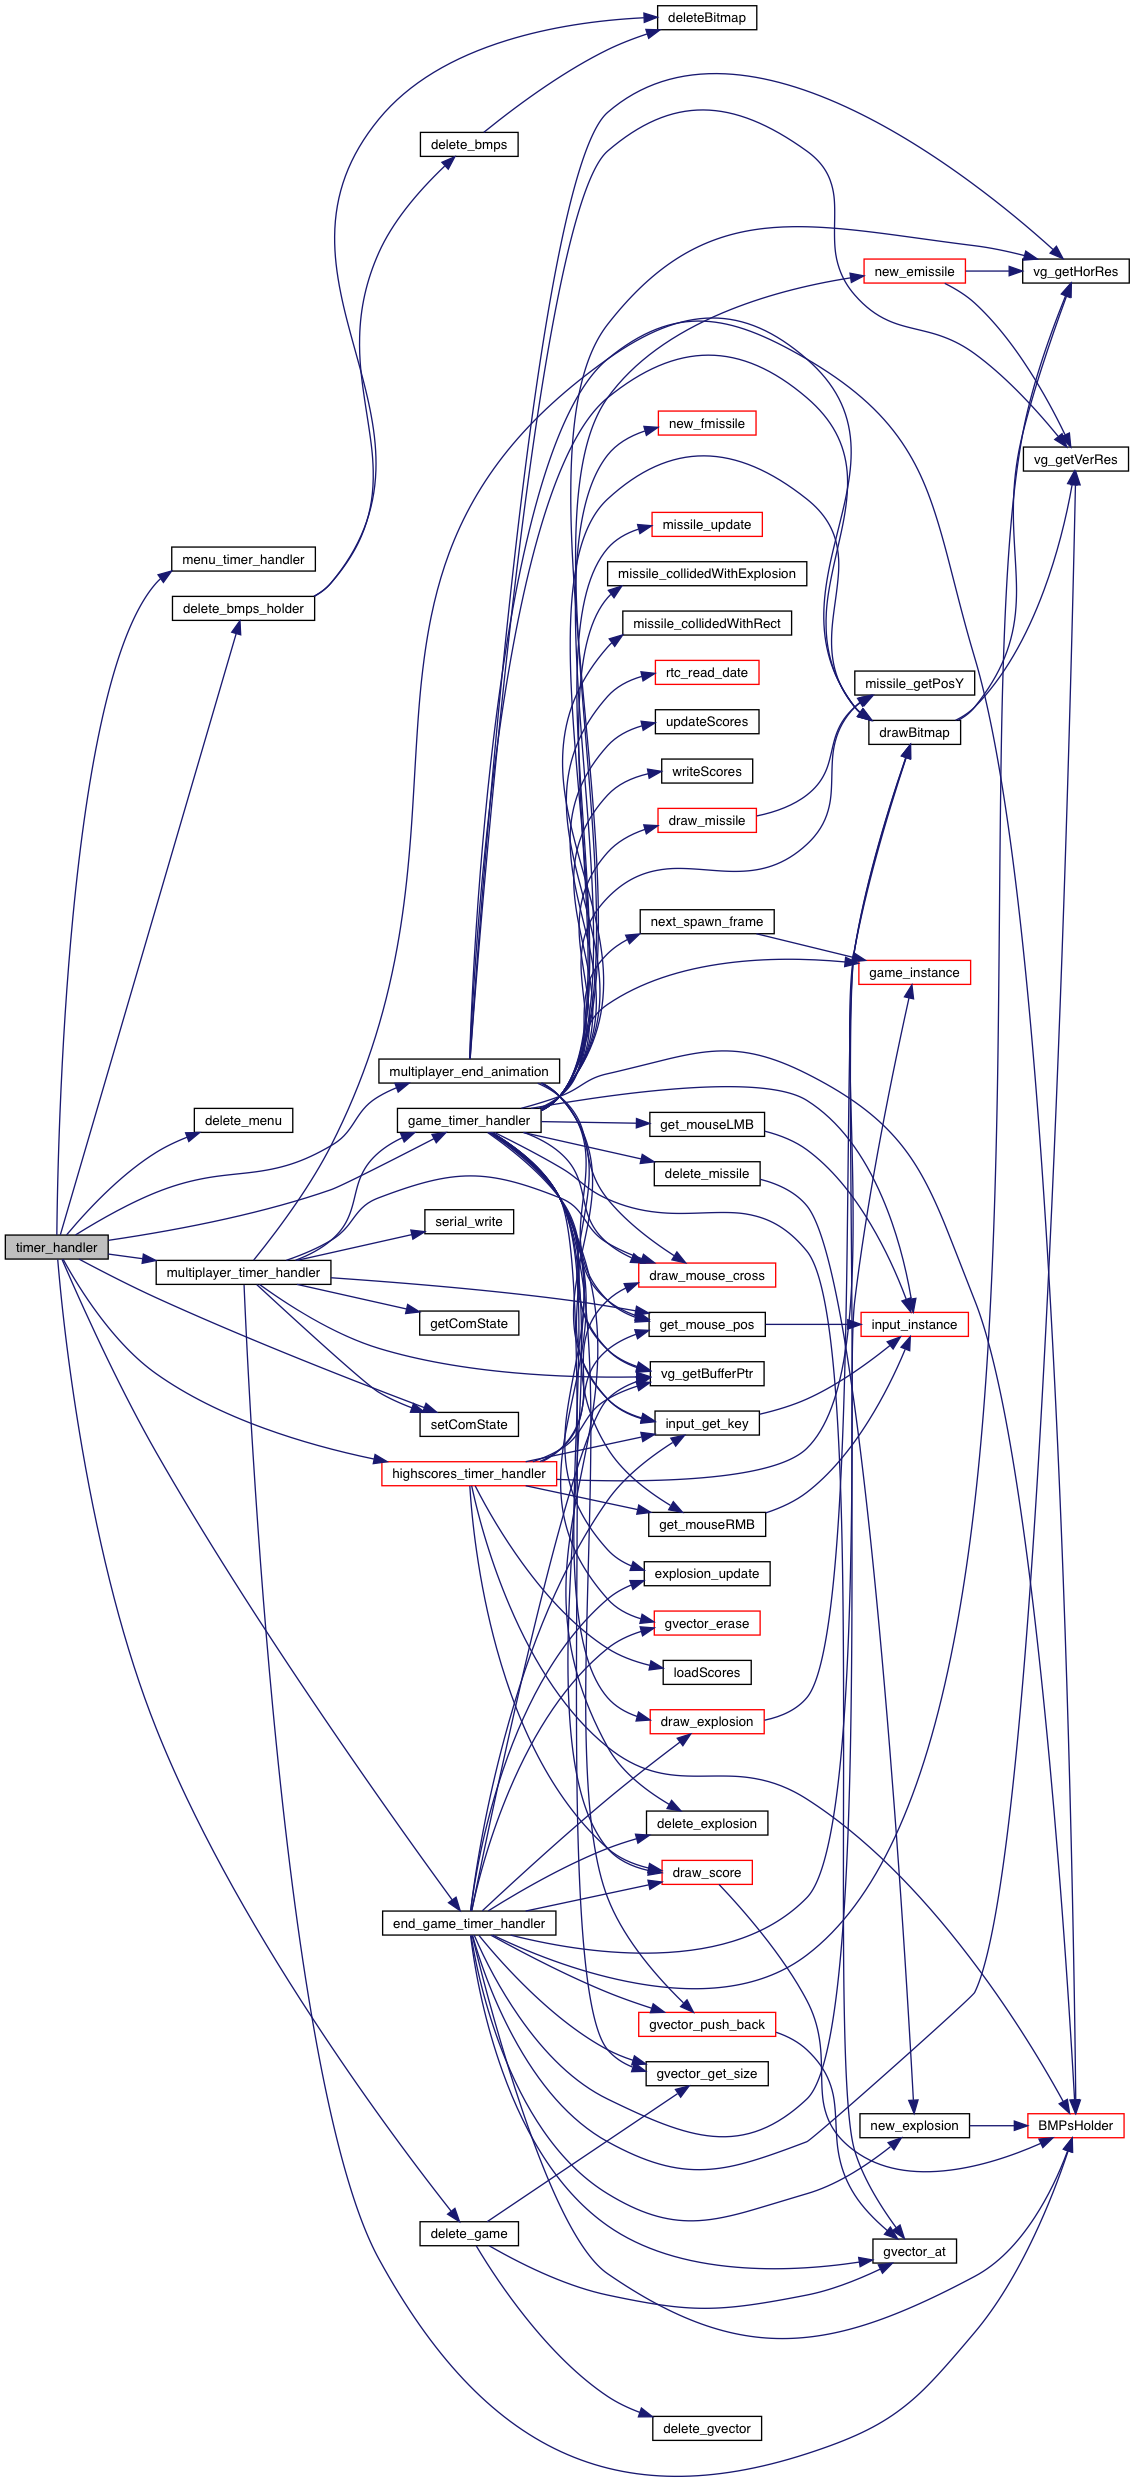 deleteBitmap
delete_bmps
new_emissile
vg_getHorRes
new_fmissile
vg_getVerRes
missile_update
menu_timer_handler
missile_collidedWithExplosion
delete_bmps_holder
missile_collidedWithRect
rtc_read_date
missile_getPosY
updateScores
drawBitmap
writeScores
draw_missile
next_spawn_frame
game_instance
multiplayer_end_animation
delete_menu
game_timer_handler
get_mouseLMB
delete_missile
serial_write
timer_handler
multiplayer_timer_handler
draw_mouse_cross
getComState
get_mouse_pos
input_instance
vg_getBufferPtr
setComState
input_get_key
highscores_timer_handler
get_mouseRMB
explosion_update
gvector_erase
loadScores
draw_explosion
delete_explosion
draw_score
end_game_timer_handler
gvector_push_back
gvector_get_size
new_explosion
BMPsHolder
delete_game
gvector_at
delete_gvector